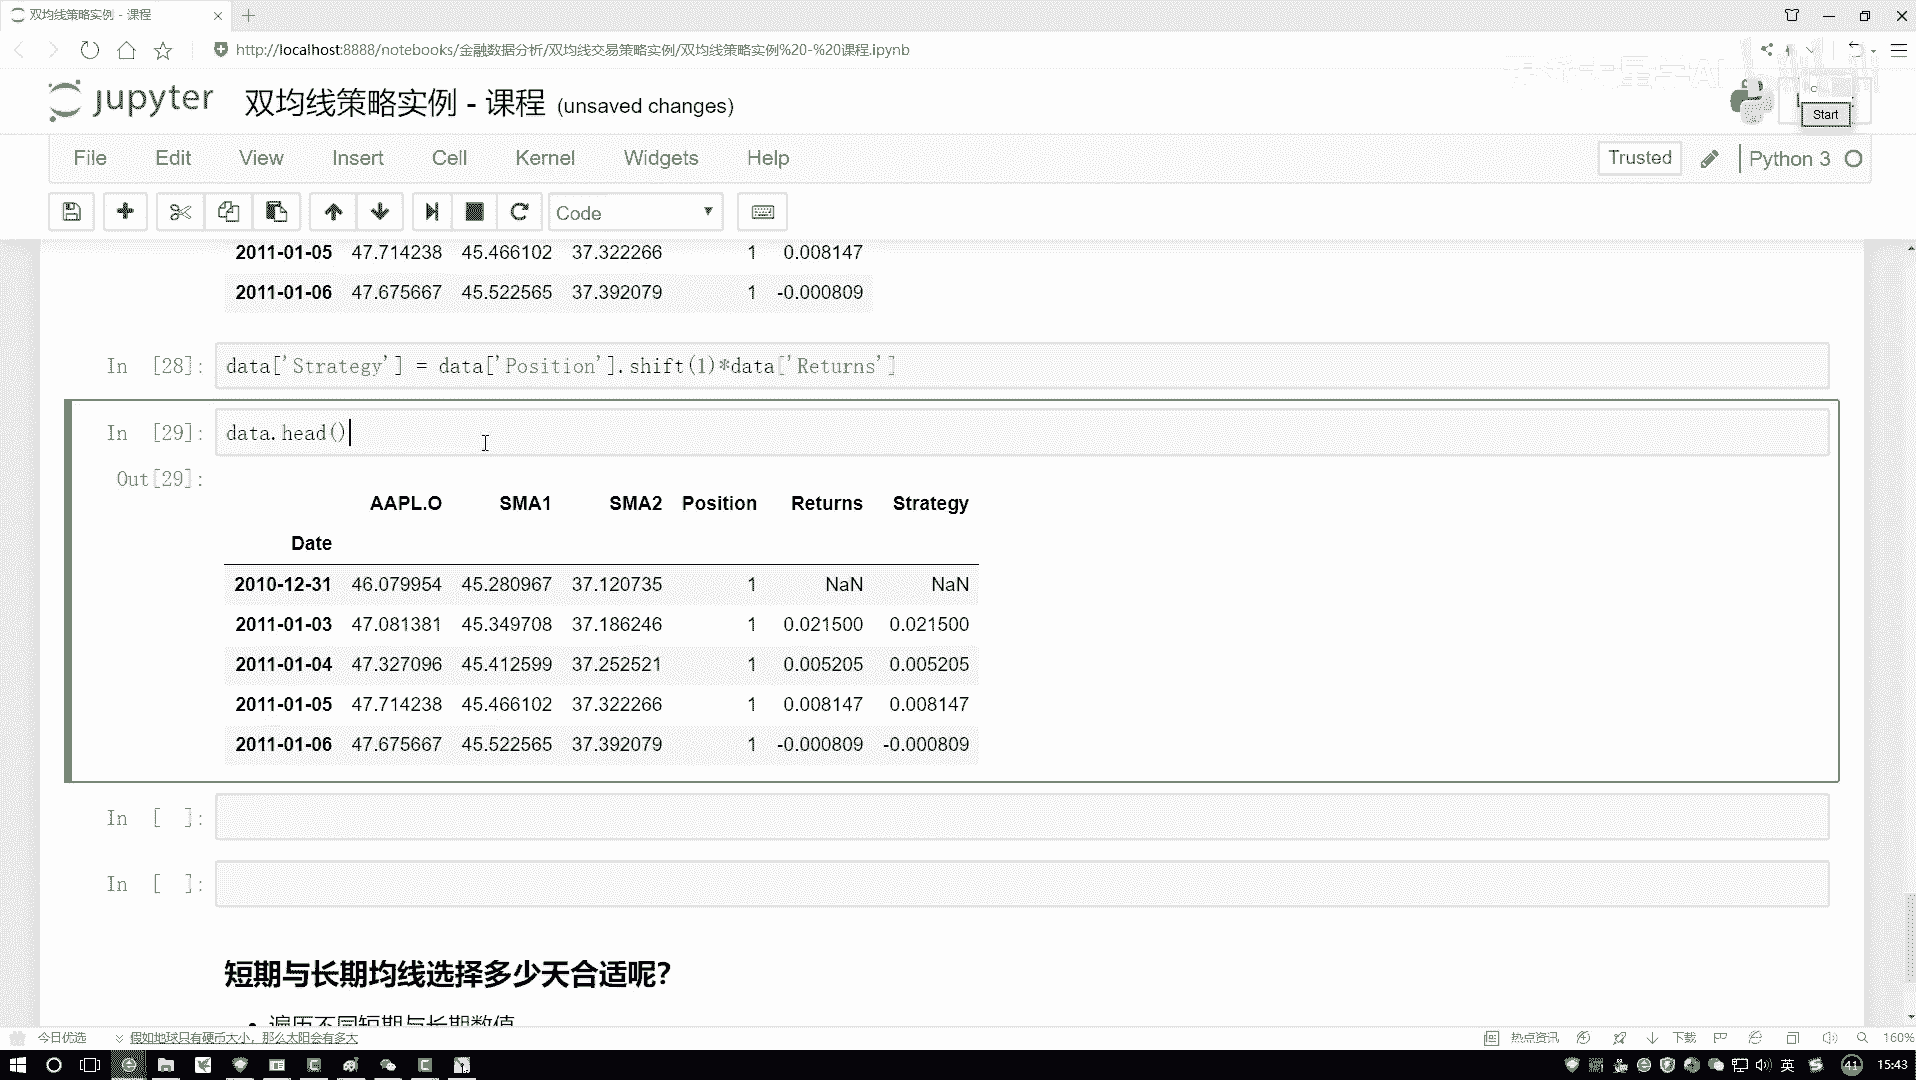 双均线策略实例 - 课程
http://localhost:8888/notebooks/金融数据分析/双均线交易策略实例/双均线策略实例%20-%20课程.ipynb
jupyter 双均线策略实例 - 课程 (unsaved changes)
Start
File Edit View Insert Cell Kernel Widgets Help Trusted Python 3
Code
2011-01-05 47.714238 45.466102 37.322266 1 0.008147
2011-01-06 47.675667 45.522565 37.392079 1 -0.000809
In [28]: data['Strategy'] = data['Position'].shift(1)*data['Returns']
In [29]: data.head()
Out[29]:
AAPL.O SMA1 SMA2 Position Returns Strategy
Date
2010-12-31 46.079954 45.280967 37.120735 1 NaN NaN
2011-01-03 47.081381 45.349708 37.186246 1 0.021500 0.021500
2011-01-04 47.327096 45.412599 37.252521 1 0.005205 0.005205
2011-01-05 47.714238 45.466102 37.322266 1 0.008147 0.008147
2011-01-06 47.675667 45.522565 37.392079 1 -0.000809 -0.000809
In [ ]:
In [ ]:
短期与长期均线选择多少天合适呢?
• 遍历不同短期与长期数值
今日优选 假如地球只有硬币大小，那么太阳会有多大 热点资讯 下载 160%
英 41 15:43